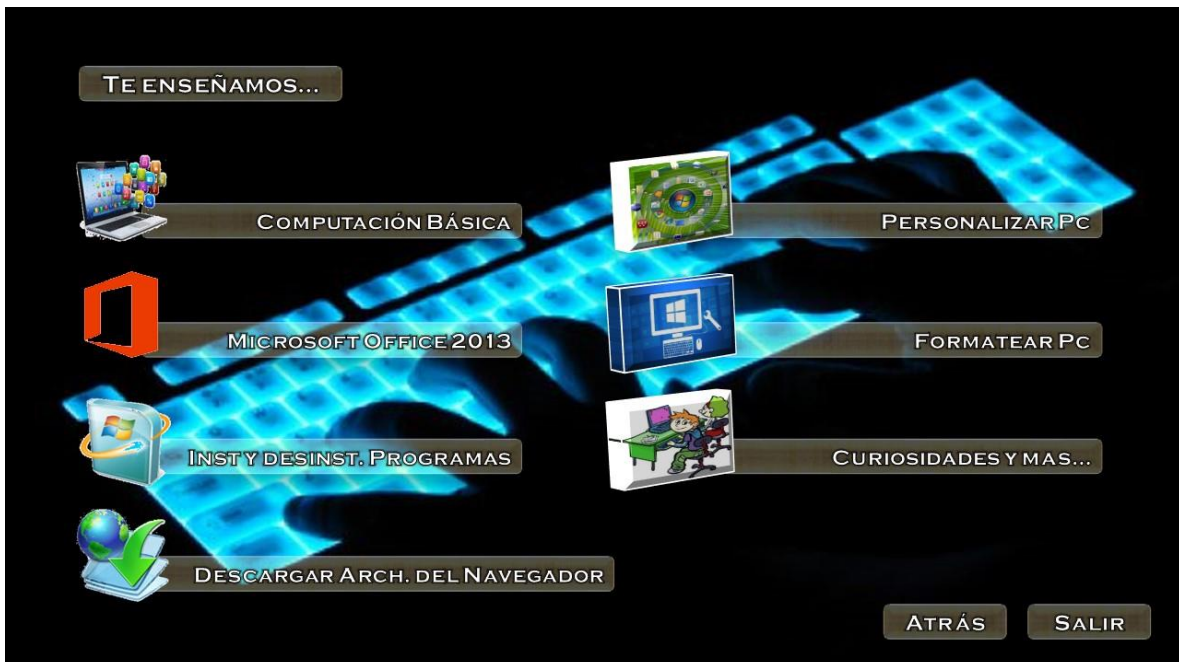 TE ENSEÑAMOS...
COMPUTACIÓN BÁSICA
MICROSOFT OFFICE 2013
INST Y DESINST. PROGRAMAS
DESCARGAR ARCH. DEL NAVEGADOR
PERSONALIZAR PC
FORMATEAR PC
CURIOSIDADES Y MAS...
ATRÁS
SALIR